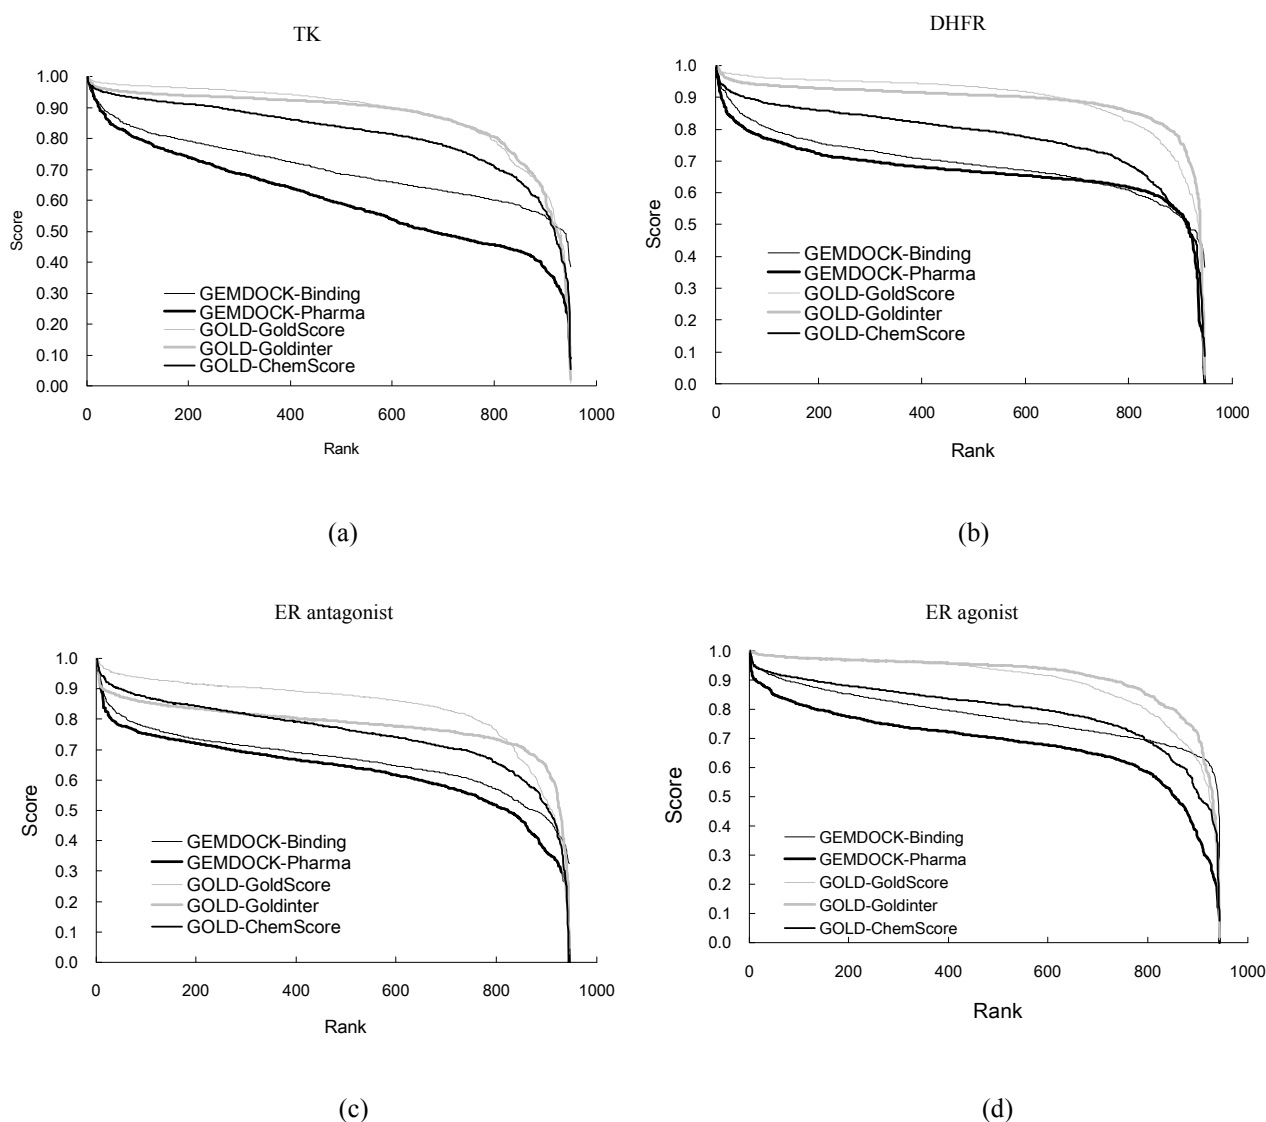 TK
1.00
0.90
0.80
0.70
0.60
0.50
0.40
0.30
0.20
0.10
0.00
Score
GEMDOCK-Binding
GEMDOCK-Pharma
GOLD-GoldScore
GOLD-Goldinter
GOLD-ChemScore
0 200 400 600 800 1000
Rank
(a)
DHFR
1.0
0.9
0.8
0.7
0.6
0.5
0.4
0.3
0.2
0.1
0.0
Score
GEMDOCK-Binding
GEMDOCK-Pharma
GOLD-GoldScore
GOLD-Goldinter
GOLD-ChemScore
0 200 400 600 800 1000
Rank
(b)
ER antagonist
1.0
0.9
0.8
0.7
0.6
0.5
0.4
0.3
0.2
0.1
0.0
Score
GEMDOCK-Binding
GEMDOCK-Pharma
GOLD-GoldScore
GOLD-Goldinter
GOLD-ChemScore
0 200 400 600 800 1000
Rank
(c)
ER agonist
1.0
0.9
0.8
0.7
0.6
0.5
0.4
0.3
0.2
0.1
0.0
Score
GEMDOCK-Binding
GEMDOCK-Pharma
GOLD-GoldScore
GOLD-Goldinter
GOLD-ChemScore
0 200 400 600 800 1000
Rank
(d)